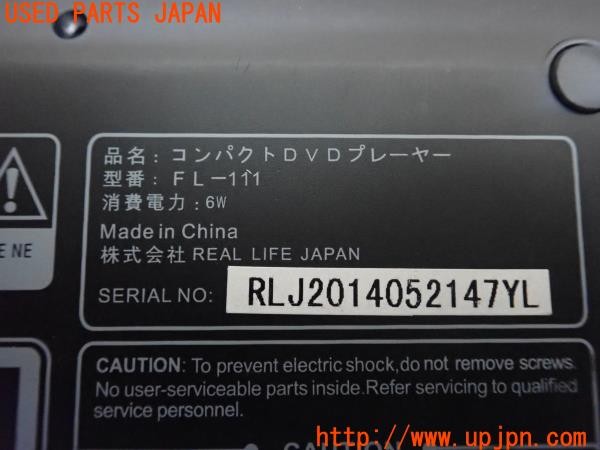 USED PARTS JAPAN
品名：コンパクトDVDプレーヤー
型番：FL-111
消費電力：6W
Made in China
株式会社 REAL LIFE JAPAN
SERIAL NO: RLJ2014052147YL
E NE
CAUTION: To prevent electric shock,do not remove screws.
No user-serviceable parts inside.Refer servicing to qualified
service personnel.
CAUTION
http://www.upjpn.com